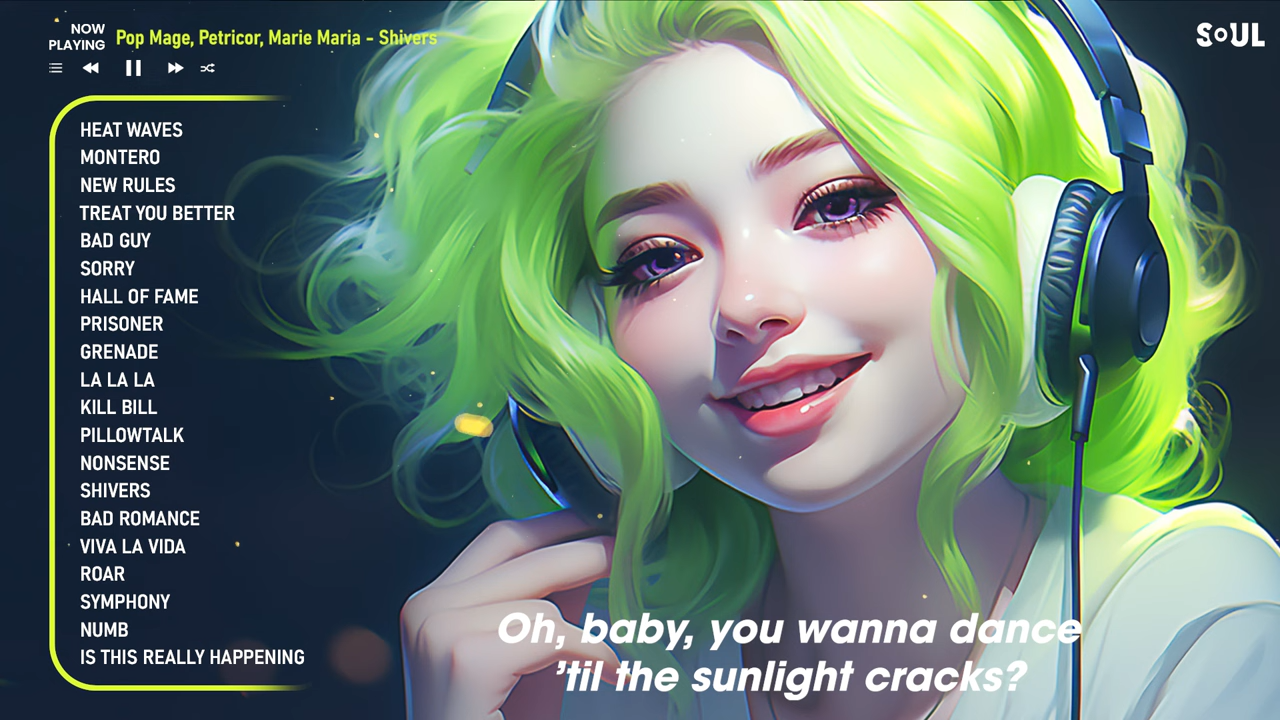 NOW
PLAYING
Pop Mage, Petricor, Marie Maria - Shivers
SOUL
HEAT WAVES
MONTERO
NEW RULES
TREAT YOU BETTER
BAD GUY
SORRY
HALL OF FAME
PRISONER
GRENADE
LA LA LA
KILL BILL
PILLOWTALK
NONSENSE
SHIVERS
BAD ROMANCE
VIVA LA VIDA
ROAR
SYMPHONY
NUMB
IS THIS REALLY HAPPENING
Oh, baby, you wanna dance
'til the sunlight cracks?